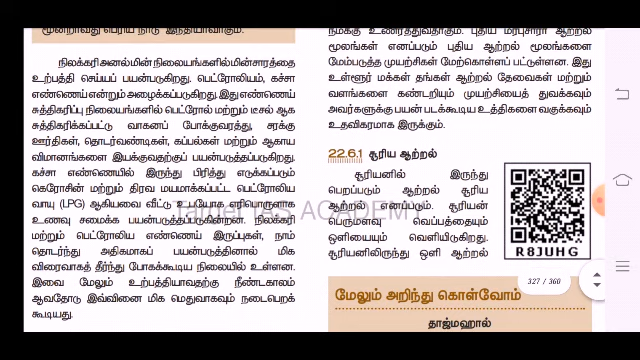 மூன்றாவது பெரிய நாடு இந்தியாவாகும்.
நிலக்கரி அனல் மின் நிலையங்களில் மின்சாரத்தை
உற்பத்தி செய்யப் பயன்படுகிறது. பெட்ரோலியம், கச்சா
எண்ணெய் என்றும் அழைக்கப்படுகிறது. இது எண்ணெய்
சுத்திகரிப்பு நிலையங்களில் பெட்ரோல் மற்றும் டீசல் ஆக
சுத்திகரிக்கப்பட்டு வாகனப் போக்குவரத்து, சரக்கு
ஊர்திகள், தொடர்வண்டிகள், கப்பல்கள் மற்றும் ஆகாய
விமானங்களை இயக்குவதற்குப் பயன்படுத்தப்படுகிறது.
கச்சா எண்ணெயில் இருந்து பிரித்து எடுக்கப்படும்
கெரோசின் மற்றும் திரவ மயமாக்கப்பட்ட பெட்ரோலிய
வாயு (LPG) ஆகியவை வீட்டு உபயோக எரிபொருளாக
உணவு சமைக்க பயன்படுத்தப்படுகின்றன. நிலக்கரி
மற்றும் பெட்ரோலிய எண்ணெய் இருப்புகள், நாம்
தொடர்ந்து அதிகமாகப் பயன்படுத்தினால் மிக
விரைவாகத் தீர்ந்து போகக்கூடிய நிலையில் உள்ளன.
இவை மேலும் உற்பத்தியாவதற்கு நீண்டகாலம்
ஆவதோடு இவ்வினை மிக மெதுவாகவும் நடைபெறக்
கூடியது.
நமக்கு உணர்த்துவதாகும். புதிய மரபுசாரா ஆற்றல்
மூலங்கள் எனப்படும் புதிய ஆற்றல் மூலங்களை
மேம்படுத்த முயற்சிகள் மேற்கொள்ளப் பட்டுள்ளன. இது
உள்ளூர் மக்கள் தங்கள் ஆற்றல் தேவைகள் மற்றும்
வளங்களை கண்டறியும் முயற்சியைத் துவக்கவும்
அவர்களுக்கு பயன் படக்கூடிய உத்திகளை வகுக்கவும்
உதவிகரமாக இருக்கும்.
22.6.1 சூரிய ஆற்றல்
சூரியனில் இருந்து
பெறப்படும் ஆற்றல் சூரிய
ஆற்றல் எனப்படும். சூரியன்
பெருமளவு வெப்பத்தையும்
ஒளியையும் வெளியிடுகிறது.
சூரியனிலிருந்து ஒளி ஆற்றல்
R8JUHG
327 / 360
மேலும் அறிந்து கொள்வோம்
தாஜ்மஹால்